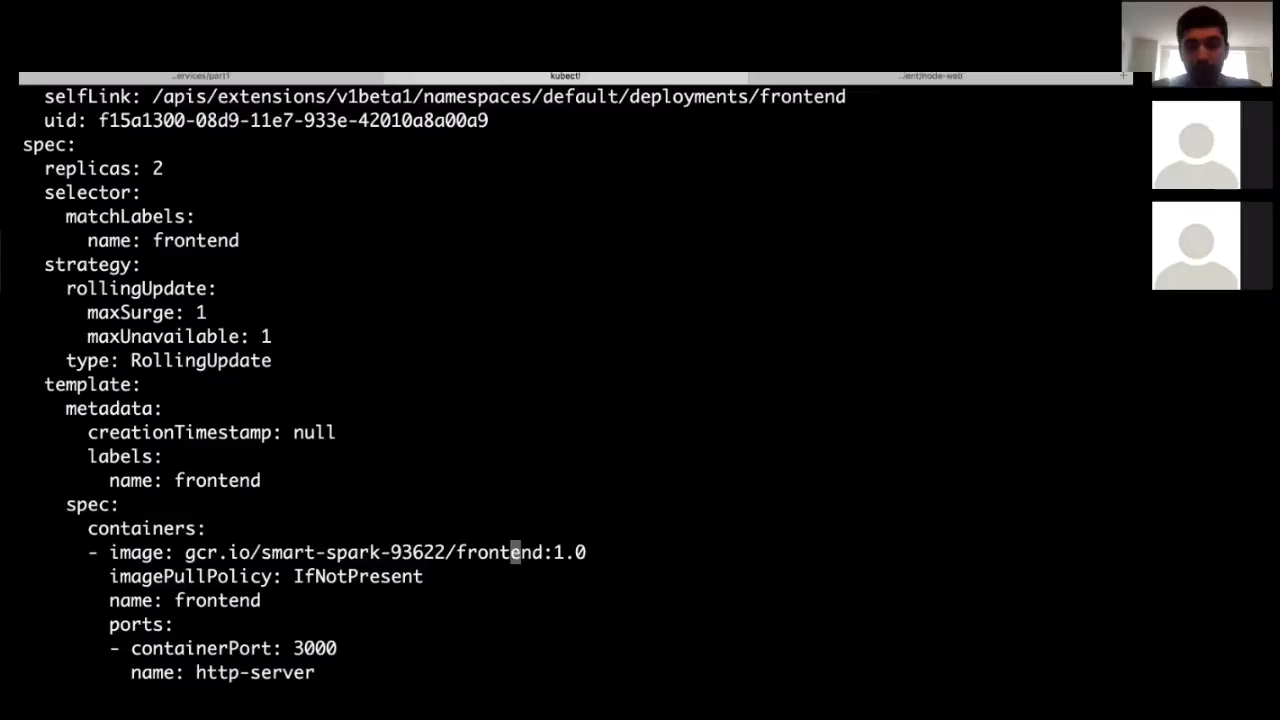 ...ervices/part1
kubectl
...ent/node-web
+
selfLink: /apis/extensions/v1beta1/namespaces/default/deployments/frontend
uid: f15a1300-08d9-11e7-933e-42010a8a00a9
spec:
replicas: 2
selector:
matchLabels:
name: frontend
strategy:
rollingUpdate:
maxSurge: 1
maxUnavailable: 1
type: RollingUpdate
template:
metadata:
creationTimestamp: null
labels:
name: frontend
spec:
containers:
- image: gcr.io/smart-spark-93622/frontend:1.0
imagePullPolicy: IfNotPresent
name: frontend
ports:
- containerPort: 3000
name: http-server